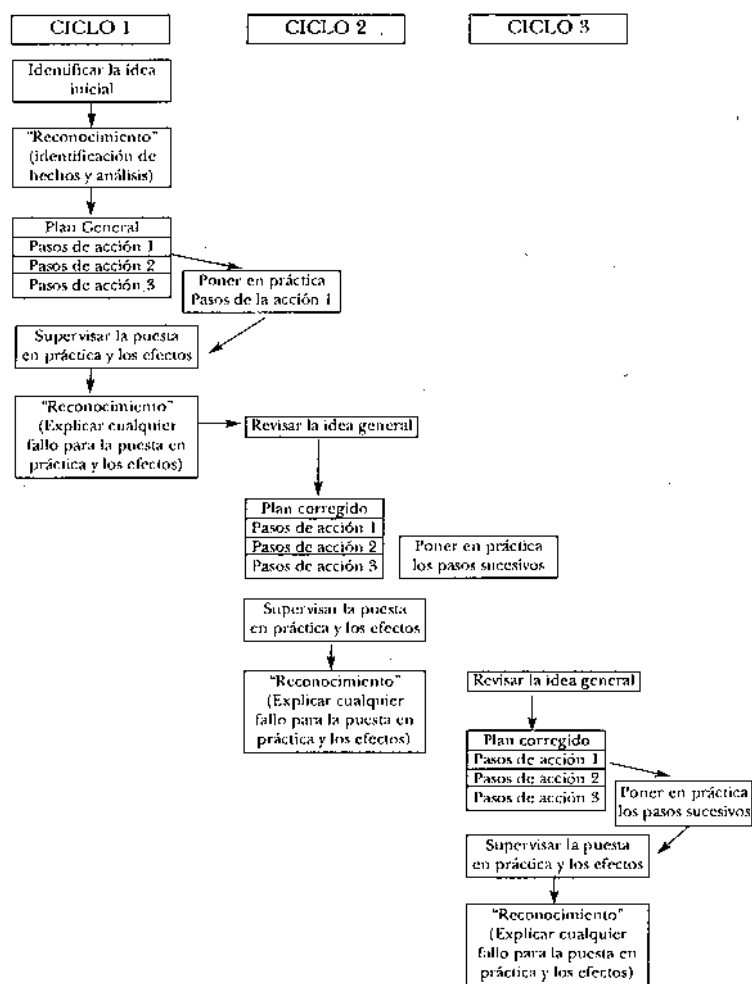 CICLO 1
CICLO 2
CICLO 3
Identificar la idea
inicial
"Reconocimiento"
(identificación de
hechos y análisis)
Plan General
Pasos de acción 1
Pasos de acción 2
Pasos de acción 3
Poner en práctica
Pasos de la acción 1
Supervisar la puesta
en práctica y los efectos
"Reconocimiento"
(Explicar cualquier
fallo para la puesta en
práctica y los efectos)
Revisar la idea general
Plan corregido
Pasos de acción 1
Pasos de acción 2
Pasos de acción 3
Poner en práctica
los pasos sucesivos
Supervisar la puesta
en práctica y los efectos
"Reconocimiento"
(Explicar cualquier
fallo para la puesta en
práctica y los efectos)
Revisar la idea general
Plan corregido
Pasos de acción 1
Pasos de acción 2
Pasos de acción 3
Poner en práctica
los pasos sucesivos
Supervisar la puesta
en práctica y los efectos
"Reconocimiento"
(Explicar cualquier
fallo para la puesta en
práctica y los efectos)